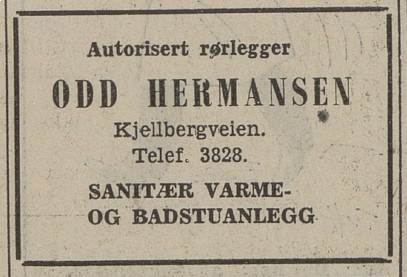 Autorisert rørlegger
ODD HERMANSEN
Kjellbergveien.
Telef. 3828.
SANITÆR VARME-
OG BADSTUANLEGG